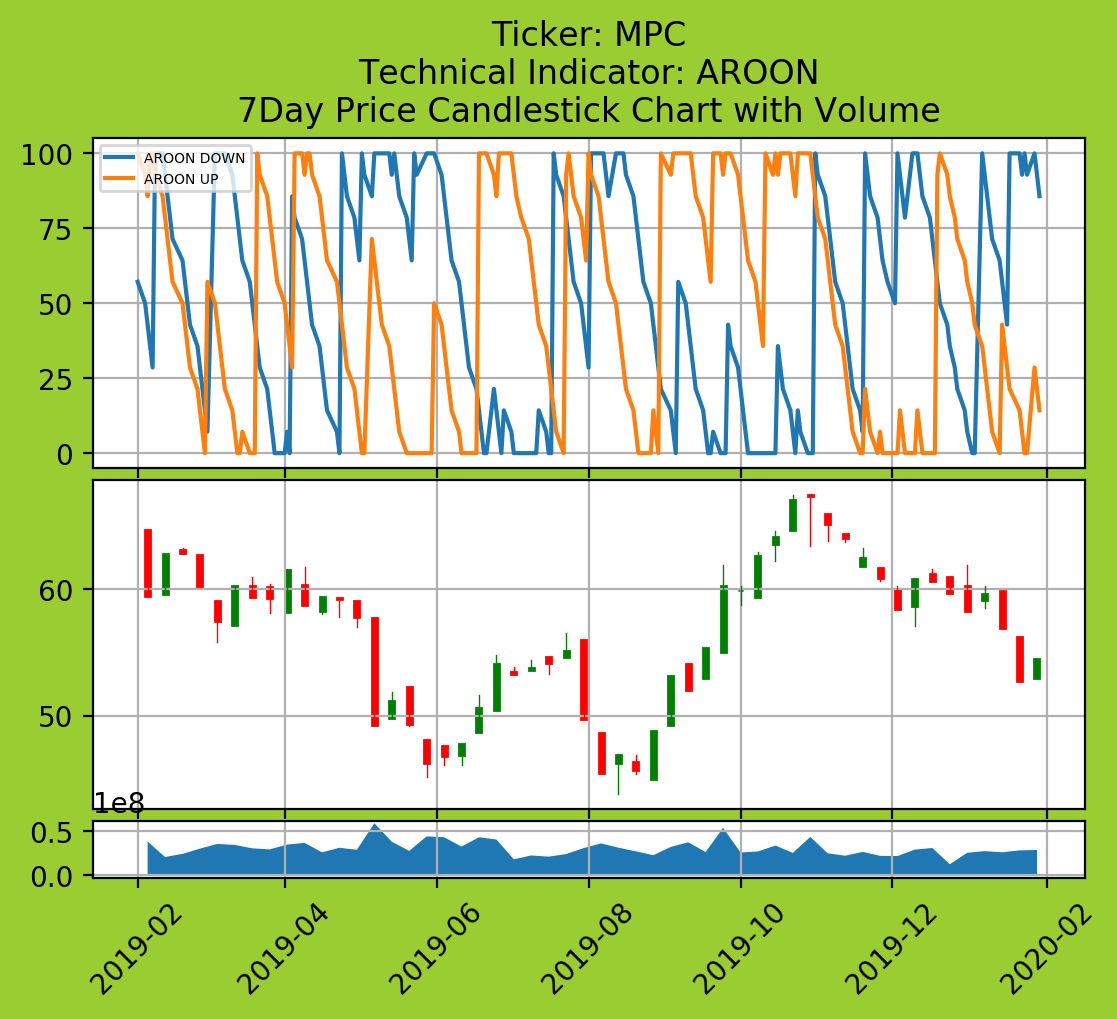 Ticker: MPC
Technical Indicator: AROON
7Day Price Candlestick Chart with Volume
100
75
50
25
0
AROON DOWN
AROON UP
60
50
1e8
0.5
0.0
2019-02
2019-04
2019-06
2019-08
2019-10
2019-12
2020-02